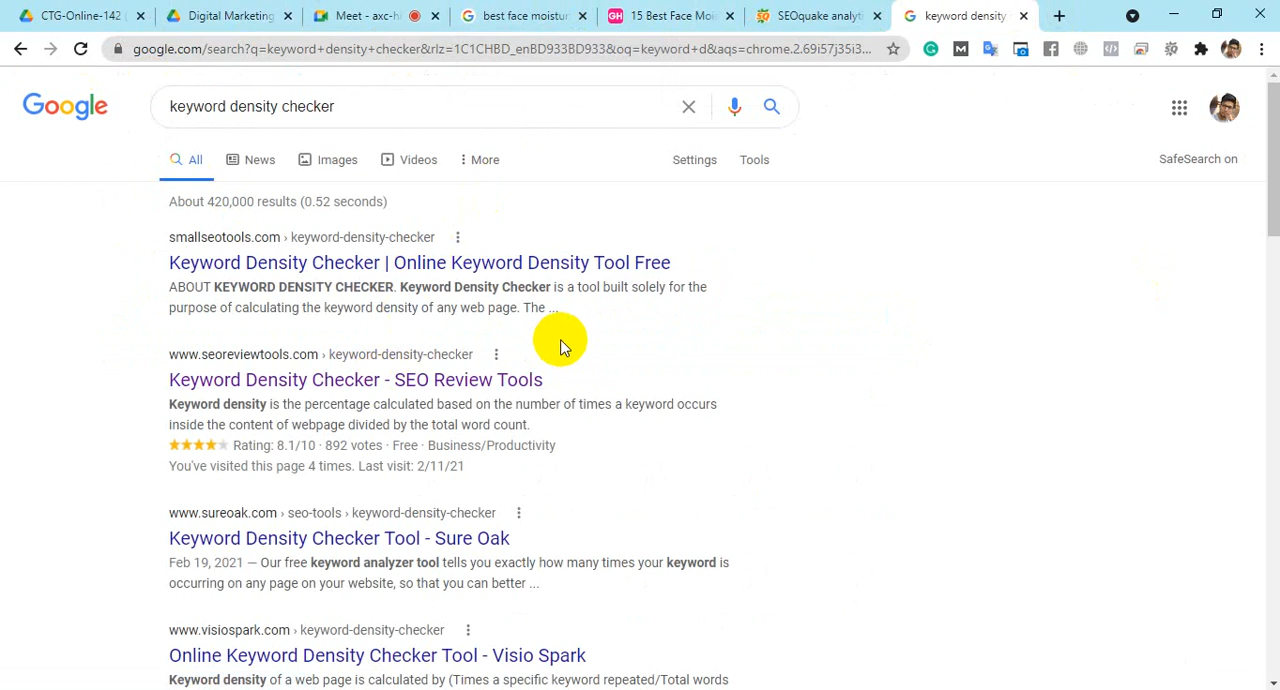 CTG-Online-142
Digital Marketing
Meet - axc-hi
best face moistur
GH 15 Best Face Moi
SEOquake analyt
keyword density
google.com/search?q=keyword+density+checker&rlz=1C1CHBD_enBD933BD933&oq=keyword+d&aqs=chrome.2.69i57j35i3...
Google
keyword density checker
All
News
Images
Videos
More
Settings
Tools
SafeSearch on
About 420,000 results (0.52 seconds)
smallseotools.com › keyword-density-checker
Keyword Density Checker | Online Keyword Density Tool Free
ABOUT KEYWORD DENSITY CHECKER. Keyword Density Checker is a tool built solely for the
purpose of calculating the keyword density of any web page. The ...
www.seoreviewtools.com › keyword-density-checker
Keyword Density Checker - SEO Review Tools
Keyword density is the percentage calculated based on the number of times a keyword occurs
inside the content of webpage divided by the total word count.
Rating: 8.1/10 · 892 votes · Free · Business/Productivity
You've visited this page 4 times. Last visit: 2/11/21
www.sureoak.com › seo-tools › keyword-density-checker
Keyword Density Checker Tool - Sure Oak
Feb 19, 2021 — Our free keyword analyzer tool tells you exactly how many times your keyword is
occurring on any page on your website, so that you can better ...
www.visiospark.com › keyword-density-checker
Online Keyword Density Checker Tool - Visio Spark
Keyword density of a web page is calculated by (Times a specific keyword repeated/Total words